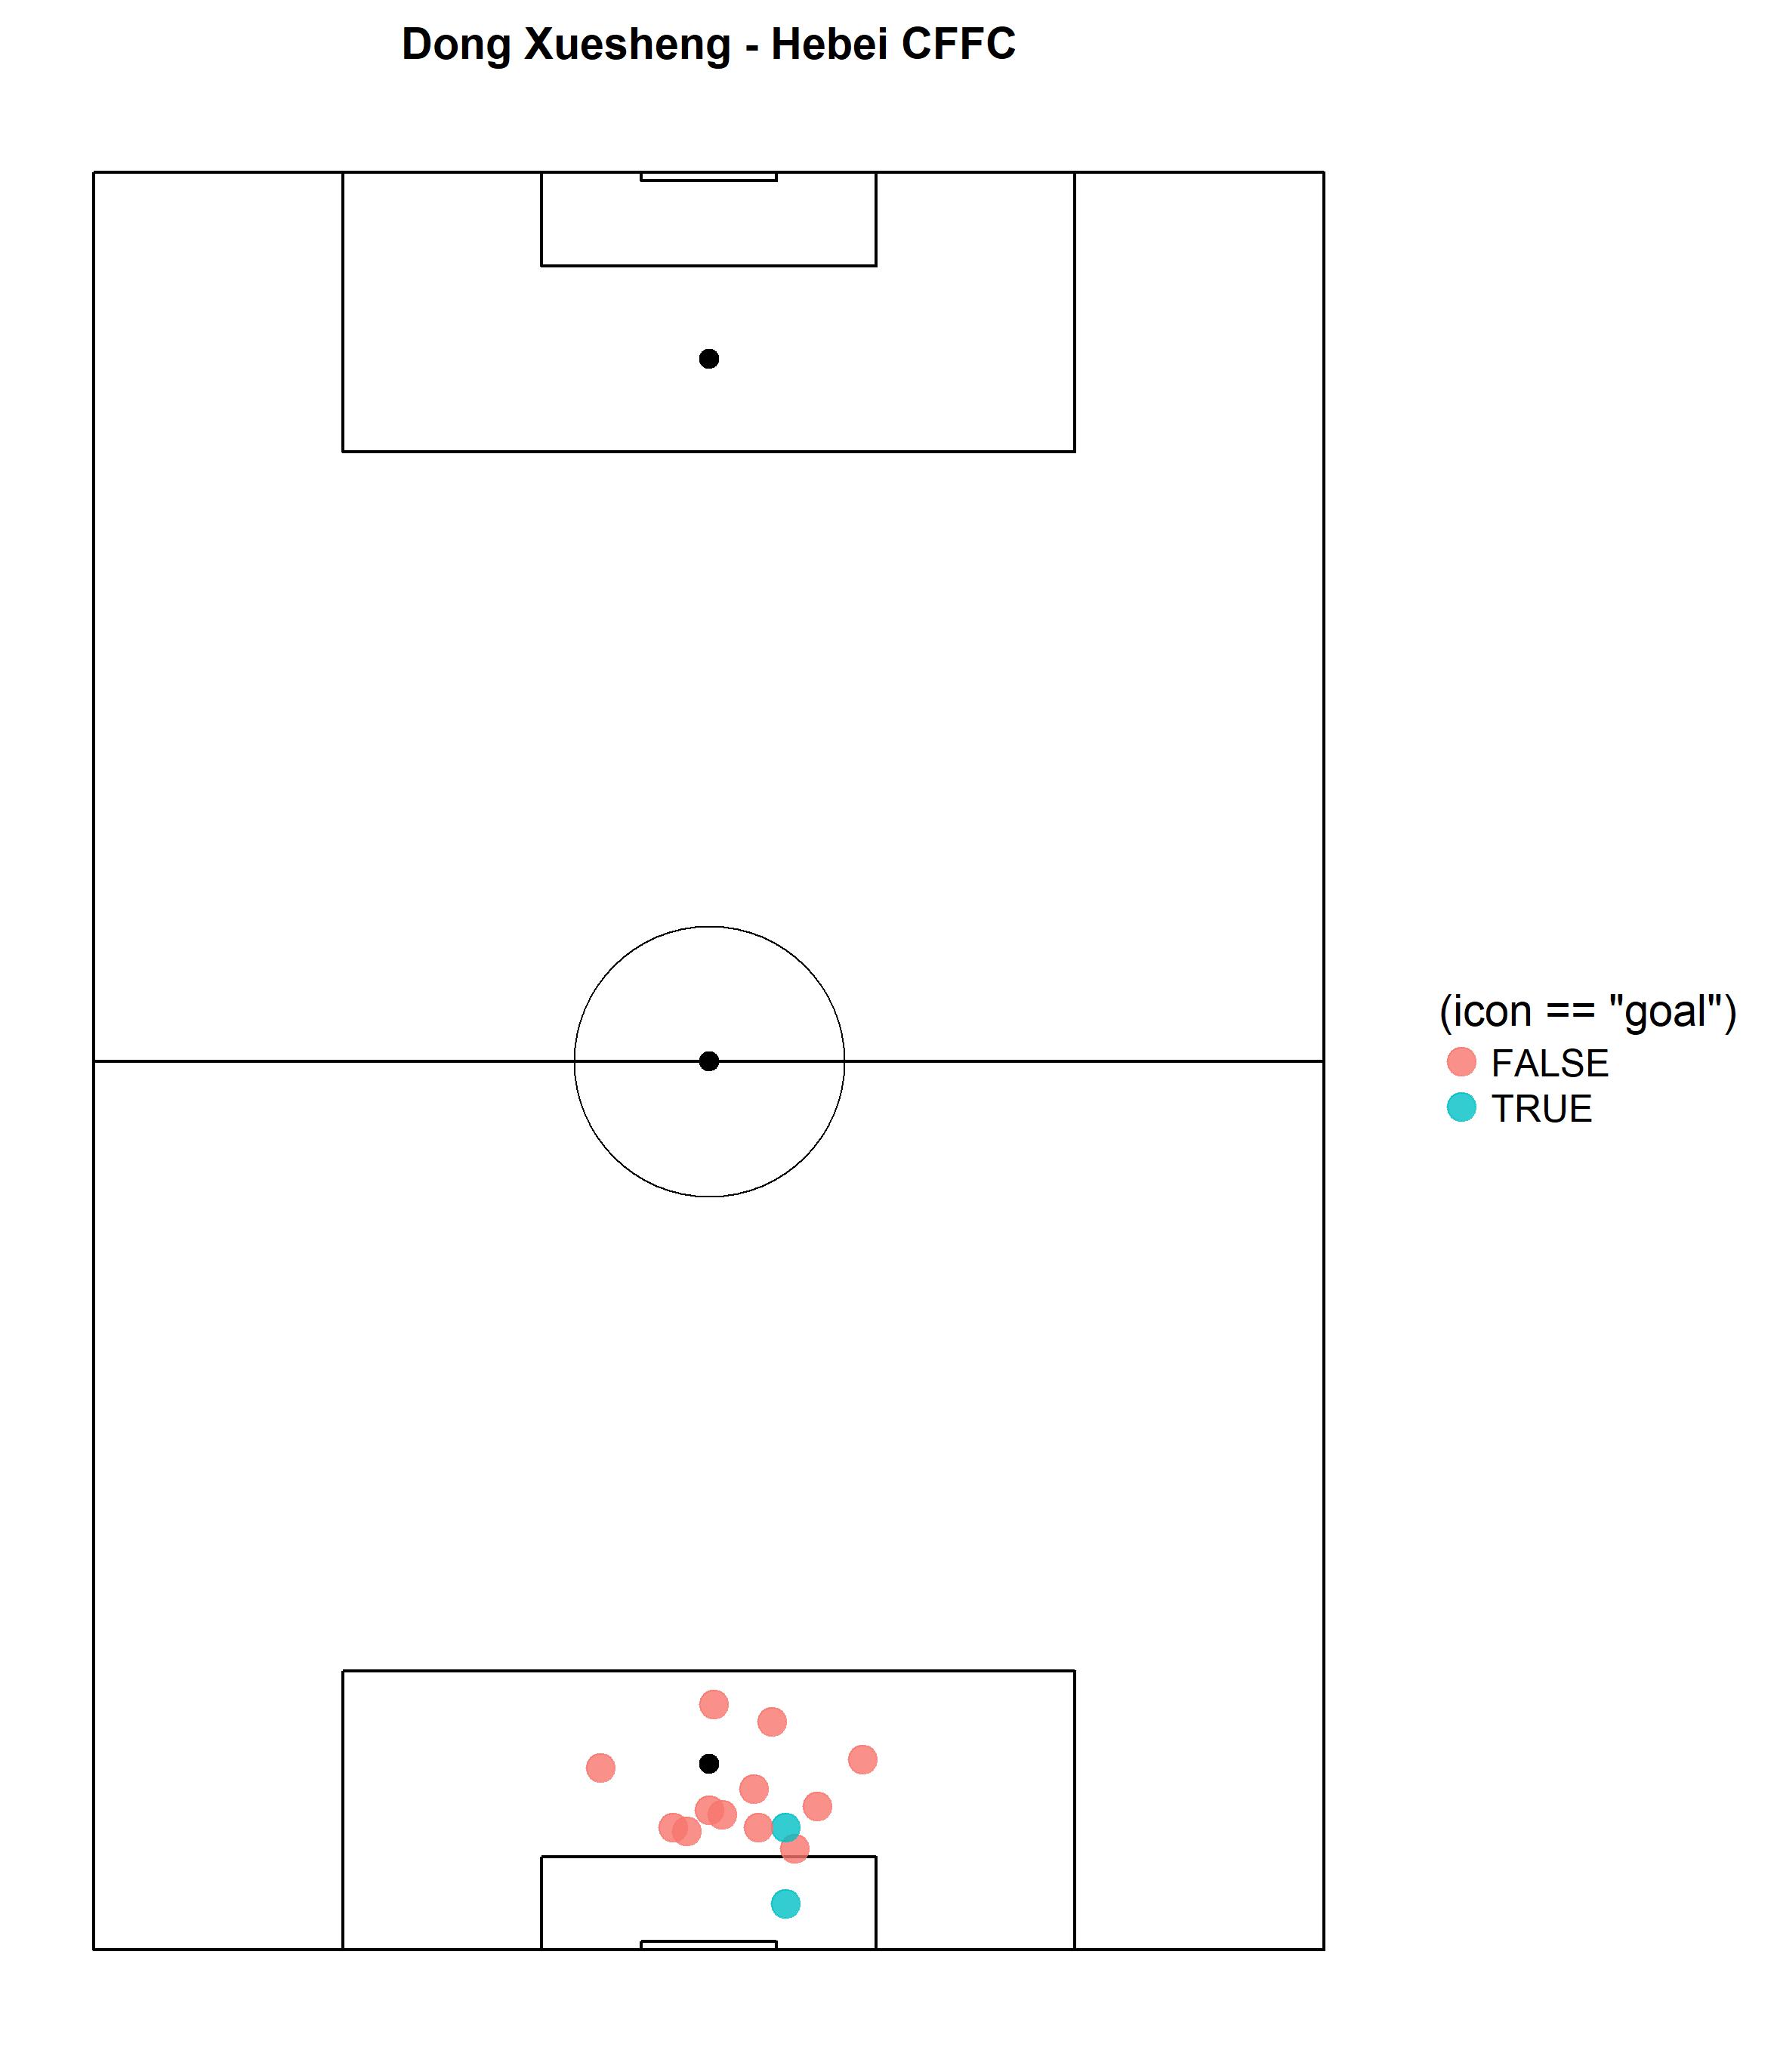 Dong Xuesheng - Hebei CFFC
(icon == "goal")
FALSE
TRUE